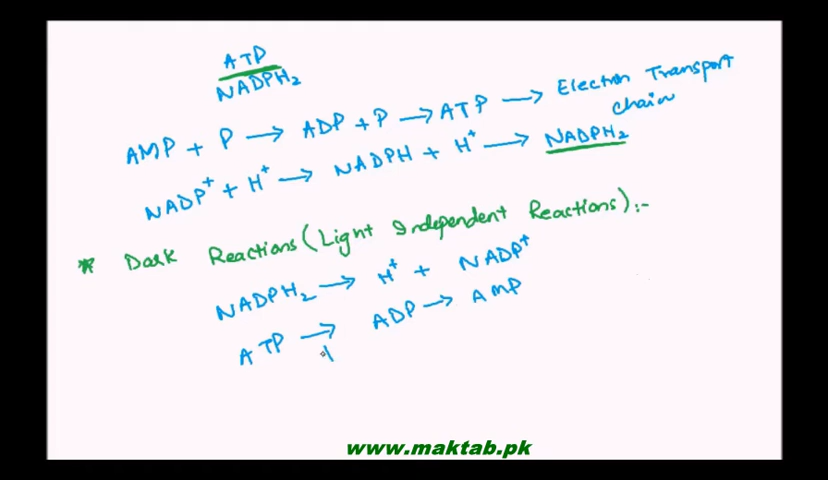 ATP
NADPH₂
AMP + P → ADP + P → ATP → Electron Transport chain
NADP⁺ + H⁺ → NADPH + H⁺ → NADPH₂
* Dark Reactions (Light Independent Reactions):-
NADPH₂ → H⁺ + NADP⁺
ATP → ADP → AMP
www.maktab.pk